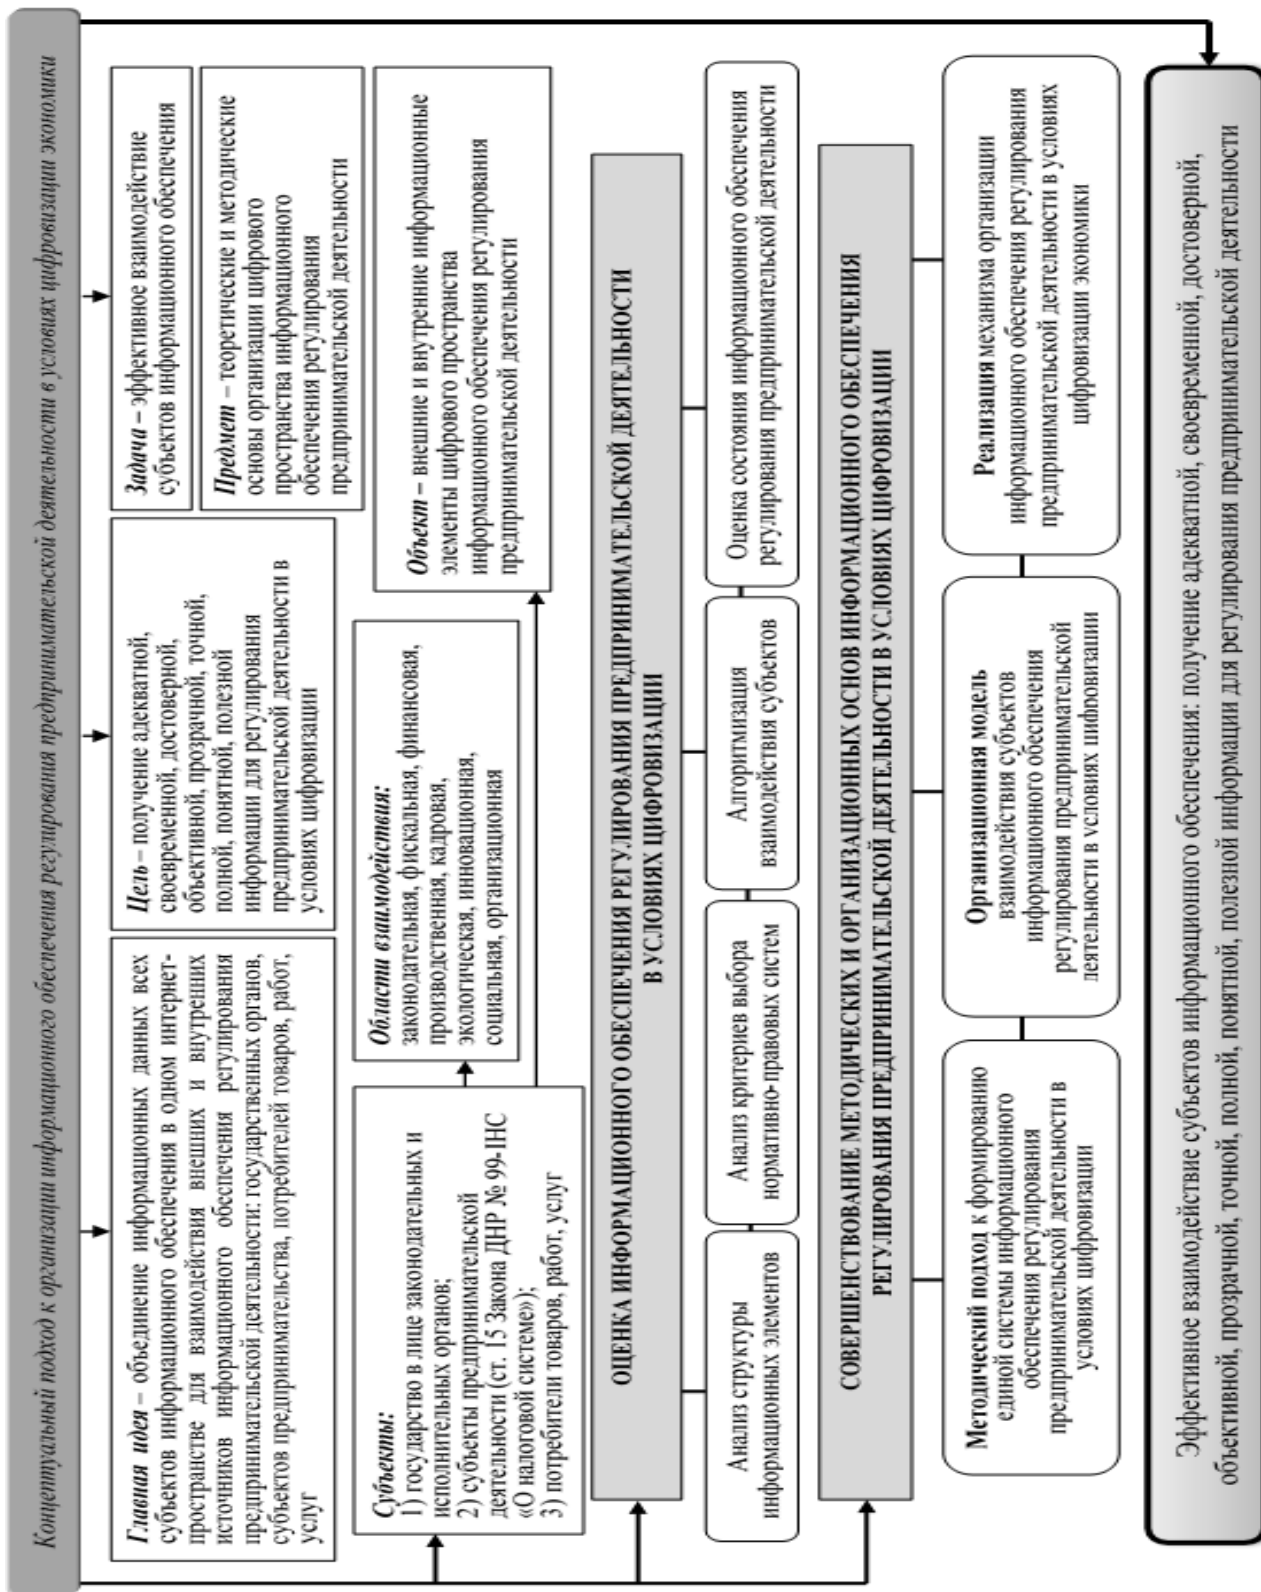 Концептуальный подход к организации информационного обеспечения регулирования предпринимательской деятельности в условиях цифровизации экономики
Главная идея – объединение информационных данных всех
субъектов информационного обеспечения в одном интернет-
пространстве для взаимодействия внешних и внутренних
источников информационного обеспечения регулирования
предпринимательской деятельности: государственных органов,
субъектов предпринимательства, потребителей товаров, работ,
услуг
Цель – получение адекватной,
своевременной, достоверной,
объективной, прозрачной, точной,
полной, понятной, полезной
информации для регулирования
предпринимательской деятельности в
условиях цифровизации
Задача – эффективное взаимодействие
субъектов информационного обеспечения
Предмет – теоретические и методические
основы организации цифрового
пространства информационного
обеспечения регулирования
предпринимательской деятельности
Субъекты:
1) государство в лице законодательных и
исполнительных органов;
2) субъекты предпринимательской
деятельности (ст. 15 Закона ДНР № 99-IНС
«О налоговой системе»);
3) потребители товаров, работ, услуг
Области взаимодействия:
законодательная, фискальная, финансовая,
производственная, кадровая,
экологическая, инновационная,
социальная, организационная
Объект – внешние и внутренние информационные
элементы цифрового пространства
информационного обеспечения регулирования
предпринимательской деятельности
ОЦЕНКА ИНФОРМАЦИОННОГО ОБЕСПЕЧЕНИЯ РЕГУЛИРОВАНИЯ ПРЕДПРИНИМАТЕЛЬСКОЙ ДЕЯТЕЛЬНОСТИ
В УСЛОВИЯХ ЦИФРОВИЗАЦИИ
Анализ структуры
информационных элементов
Анализ критериев выбора
нормативно-правовых систем
Алгоритмизация
взаимодействия субъектов
Оценка состояния информационного обеспечения
регулирования предпринимательской деятельности
СОВЕРШЕНСТВОВАНИЕ МЕТОДИЧЕСКИХ И ОРГАНИЗАЦИОННЫХ ОСНОВ ИНФОРМАЦИОННОГО ОБЕСПЕЧЕНИЯ
РЕГУЛИРОВАНИЯ ПРЕДПРИНИМАТЕЛЬСКОЙ ДЕЯТЕЛЬНОСТИ В УСЛОВИЯХ ЦИФРОВИЗАЦИИ
Методический подход к формированию
единой системы информационного
обеспечения регулирования
предпринимательской деятельности в
условиях цифровизации
Организационная модель
взаимодействия субъектов
информационного обеспечения
регулирования предпринимательской
деятельности в условиях цифровизации
Реализация механизма организации
информационного обеспечения регулирования
предпринимательской деятельности в условиях
цифровизации экономики
Эффективное взаимодействие субъектов информационного обеспечения: получение адекватной, своевременной, достоверной,
объективной, прозрачной, точной, полной, понятной, полезной информации для регулирования предпринимательской деятельности